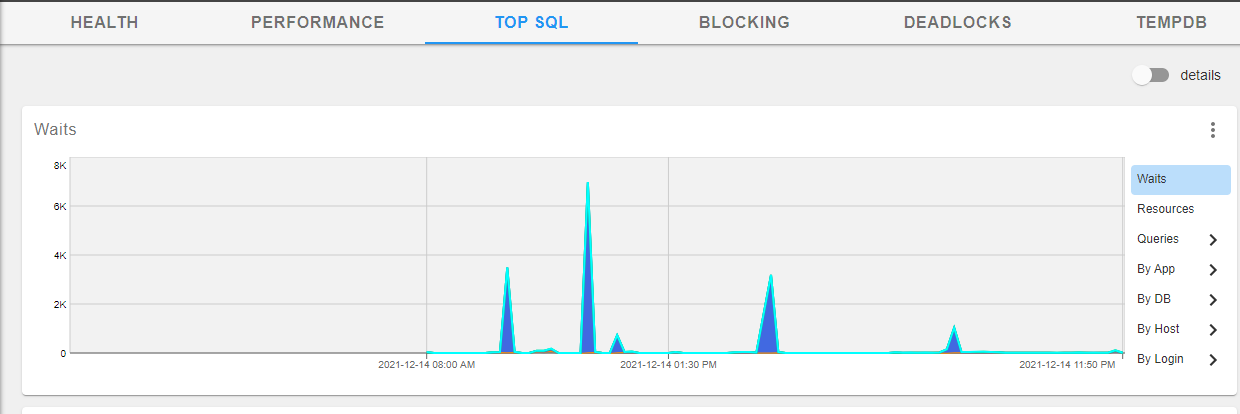 HEALTH PERFORMANCE TOP SQL BLOCKING DEADLOCKS TEMPDB
details
Waits
8K
6K
4K
2K
0
2021-12-14 08:00 AM 2021-12-14 01:30 PM 2021-12-14 11:50 PM
Waits
Resources
Queries
By App
By DB
By Host
By Login